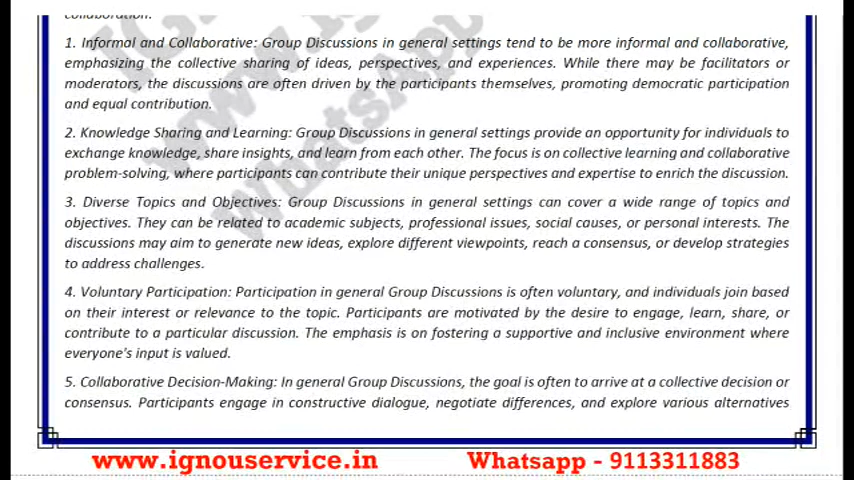 collaboration.
1. Informal and Collaborative: Group Discussions in general settings tend to be more informal and collaborative,
emphasizing the collective sharing of ideas, perspectives, and experiences. While there may be facilitators or
moderators, the discussions are often driven by the participants themselves, promoting democratic participation
and equal contribution.
2. Knowledge Sharing and Learning: Group Discussions in general settings provide an opportunity for individuals to
exchange knowledge, share insights, and learn from each other. The focus is on collective learning and collaborative
problem-solving, where participants can contribute their unique perspectives and expertise to enrich the discussion.
3. Diverse Topics and Objectives: Group Discussions in general settings can cover a wide range of topics and
objectives. They can be related to academic subjects, professional issues, social causes, or personal interests. The
discussions may aim to generate new ideas, explore different viewpoints, reach a consensus, or develop strategies
to address challenges.
4. Voluntary Participation: Participation in general Group Discussions is often voluntary, and individuals join based
on their interest or relevance to the topic. Participants are motivated by the desire to engage, learn, share, or
contribute to a particular discussion. The emphasis is on fostering a supportive and inclusive environment where
everyone's input is valued.
5. Collaborative Decision-Making: In general Group Discussions, the goal is often to arrive at a collective decision or
consensus. Participants engage in constructive dialogue, negotiate differences, and explore various alternatives
www.ignouservice.in Whatsapp - 9113311883